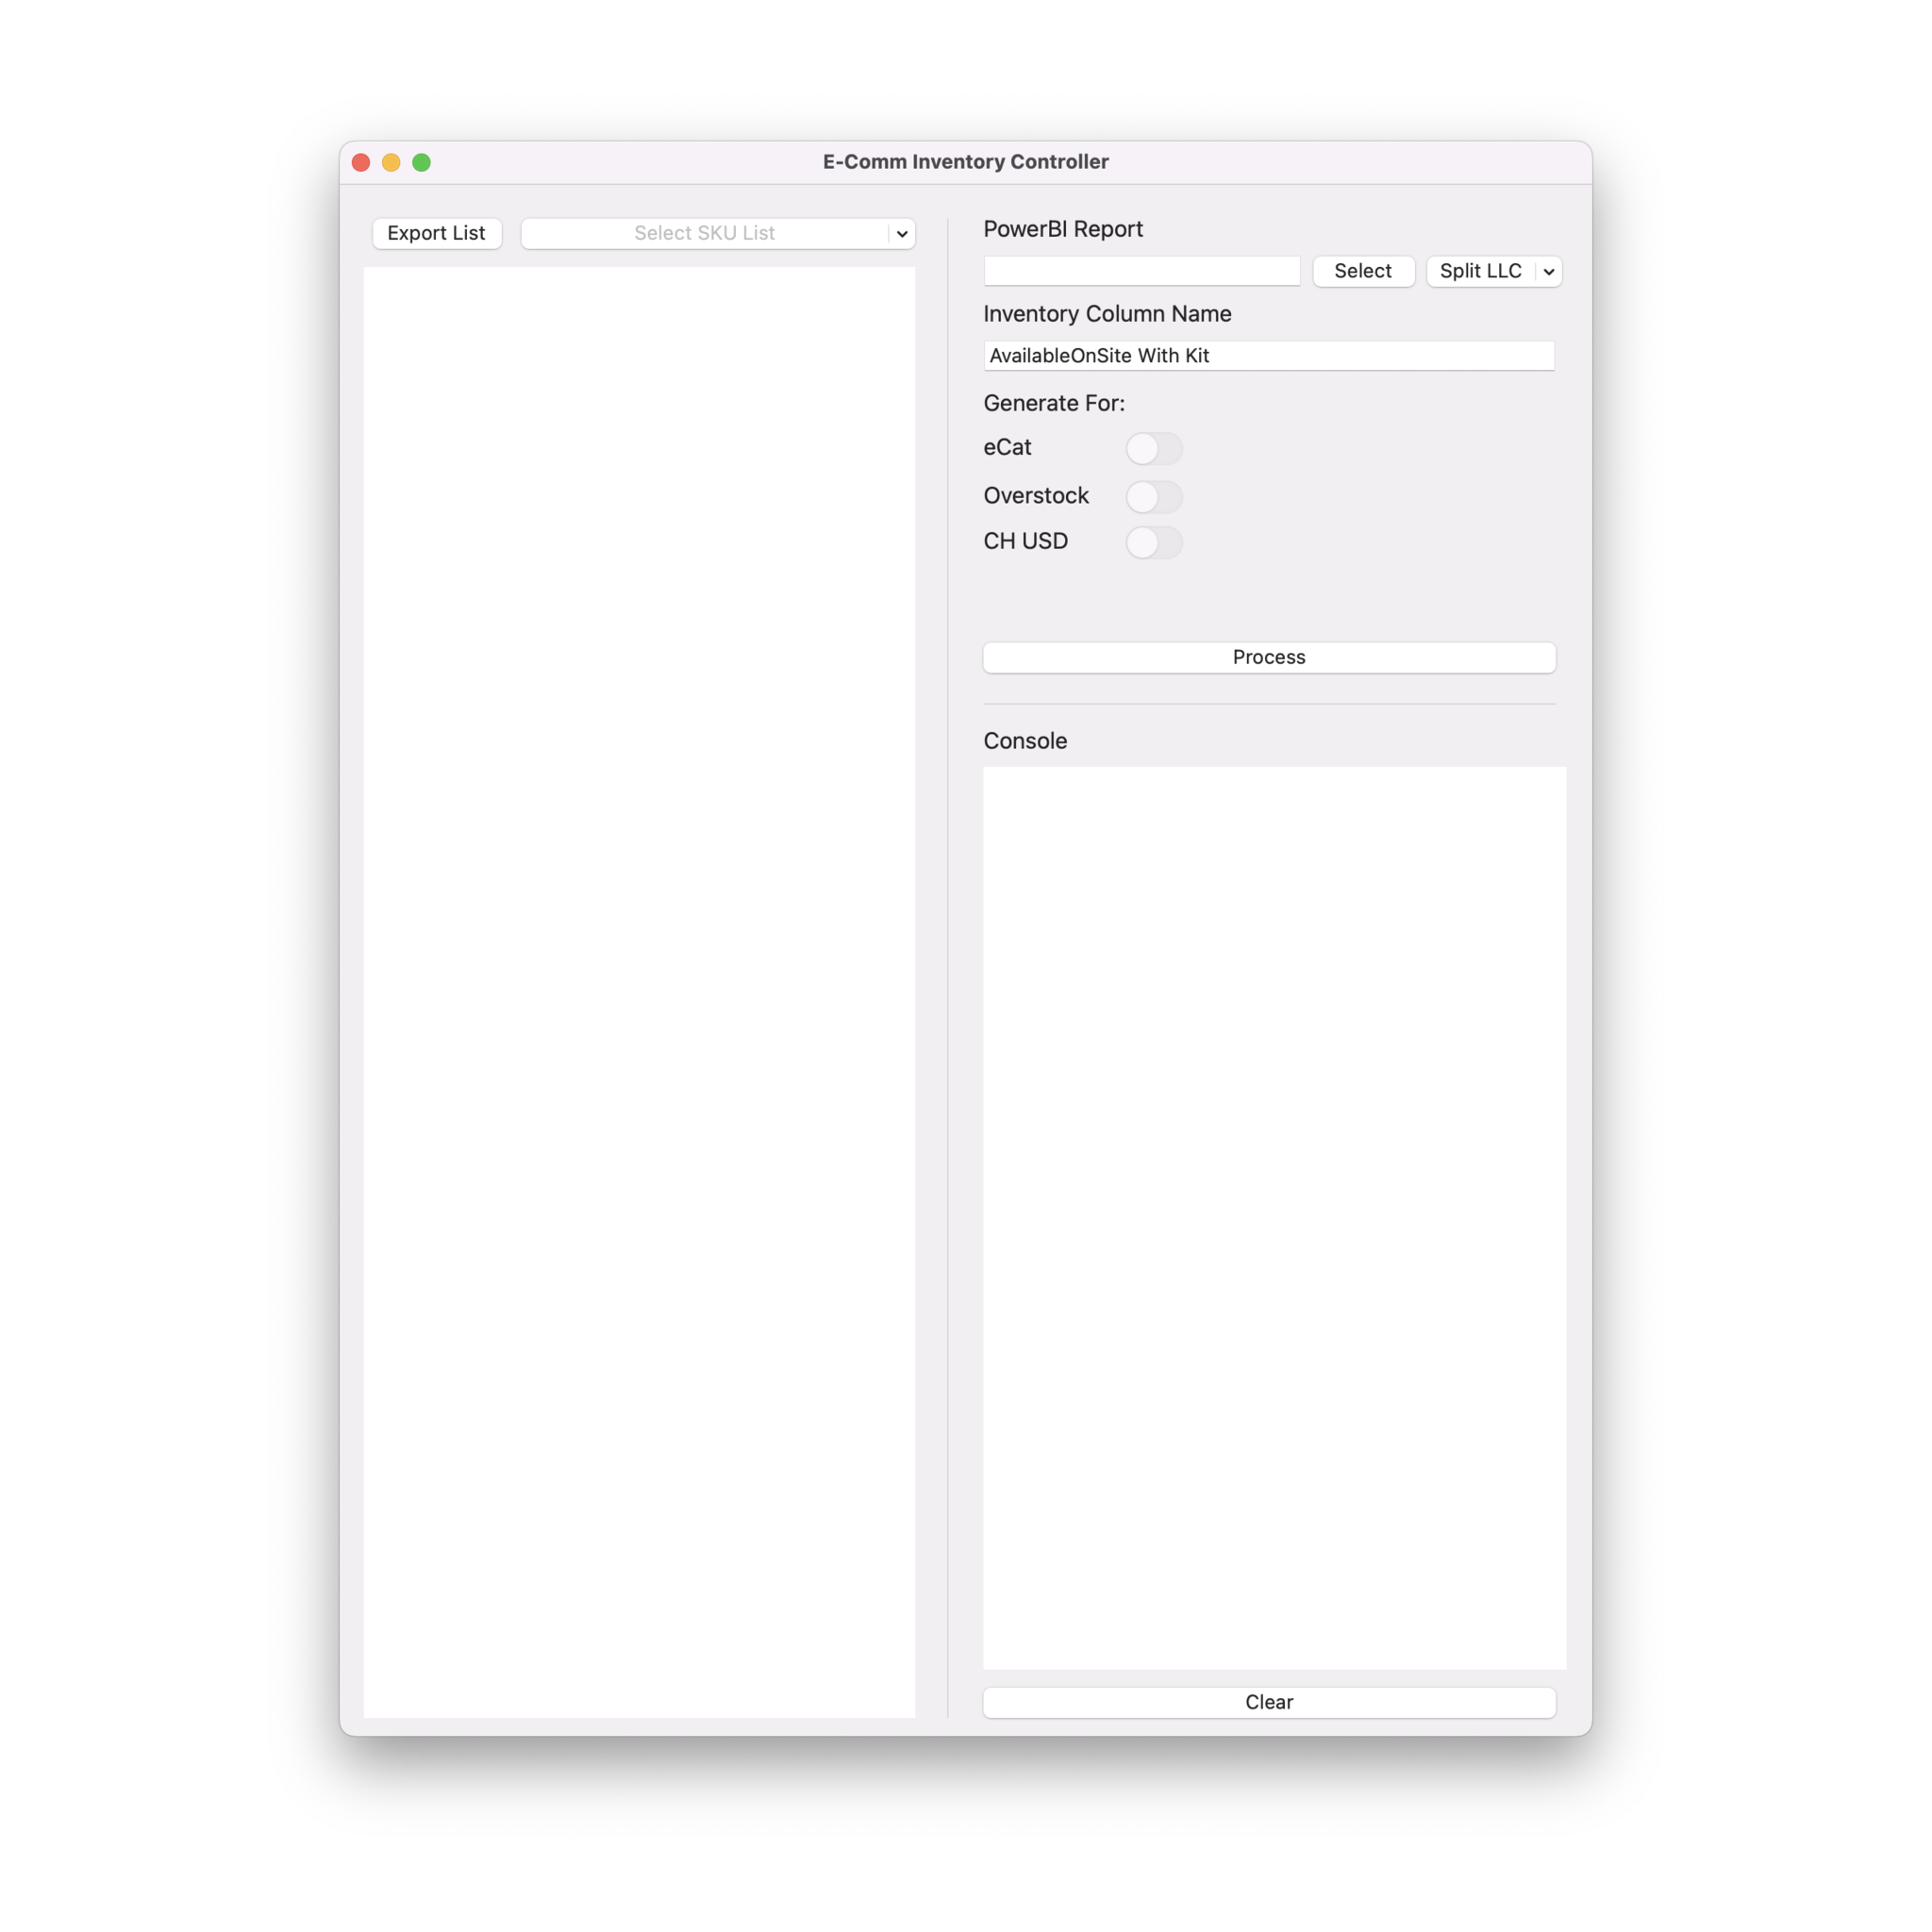 E-Comm Inventory Controller
Export List
Select SKU List
PowerBI Report
Select
Split LLC
Inventory Column Name
AvailableOnSite With Kit
Generate For:
eCat
Overstock
CH USD
Process
Console
Clear